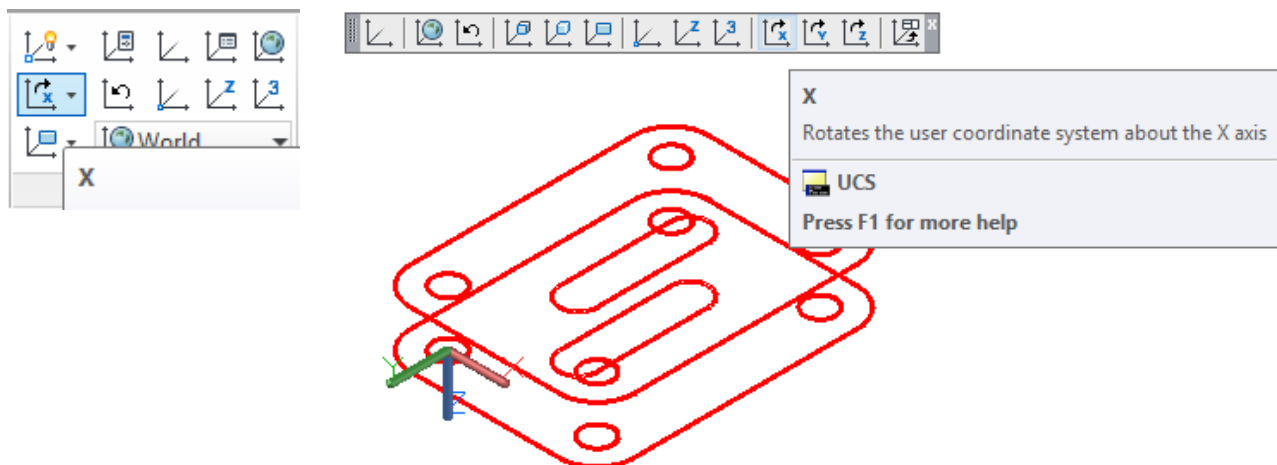 World
X
X
Rotates the user coordinate system about the X axis
UCS
Press F1 for more help
X
Y
Z